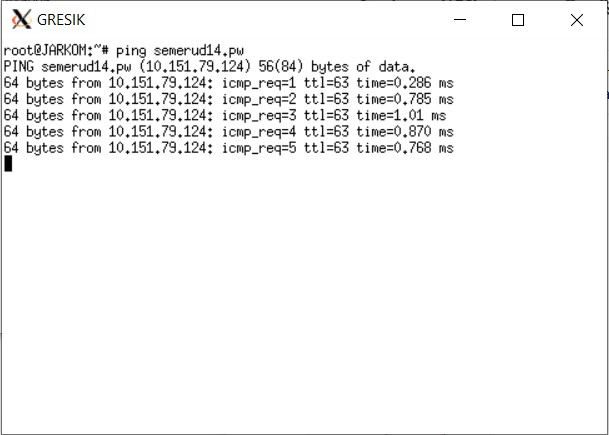 GRESIK
root@JARKOM:~# ping semerud14.pw
PING semerud14.pw (10.151.79.124) 56(84) bytes of data.
64 bytes from 10.151.79.124: icmp_req=1 ttl=63 time=0.286 ms
64 bytes from 10.151.79.124: icmp_req=2 ttl=63 time=0.785 ms
64 bytes from 10.151.79.124: icmp_req=3 ttl=63 time=1.01 ms
64 bytes from 10.151.79.124: icmp_req=4 ttl=63 time=0.870 ms
64 bytes from 10.151.79.124: icmp_req=5 ttl=63 time=0.768 ms